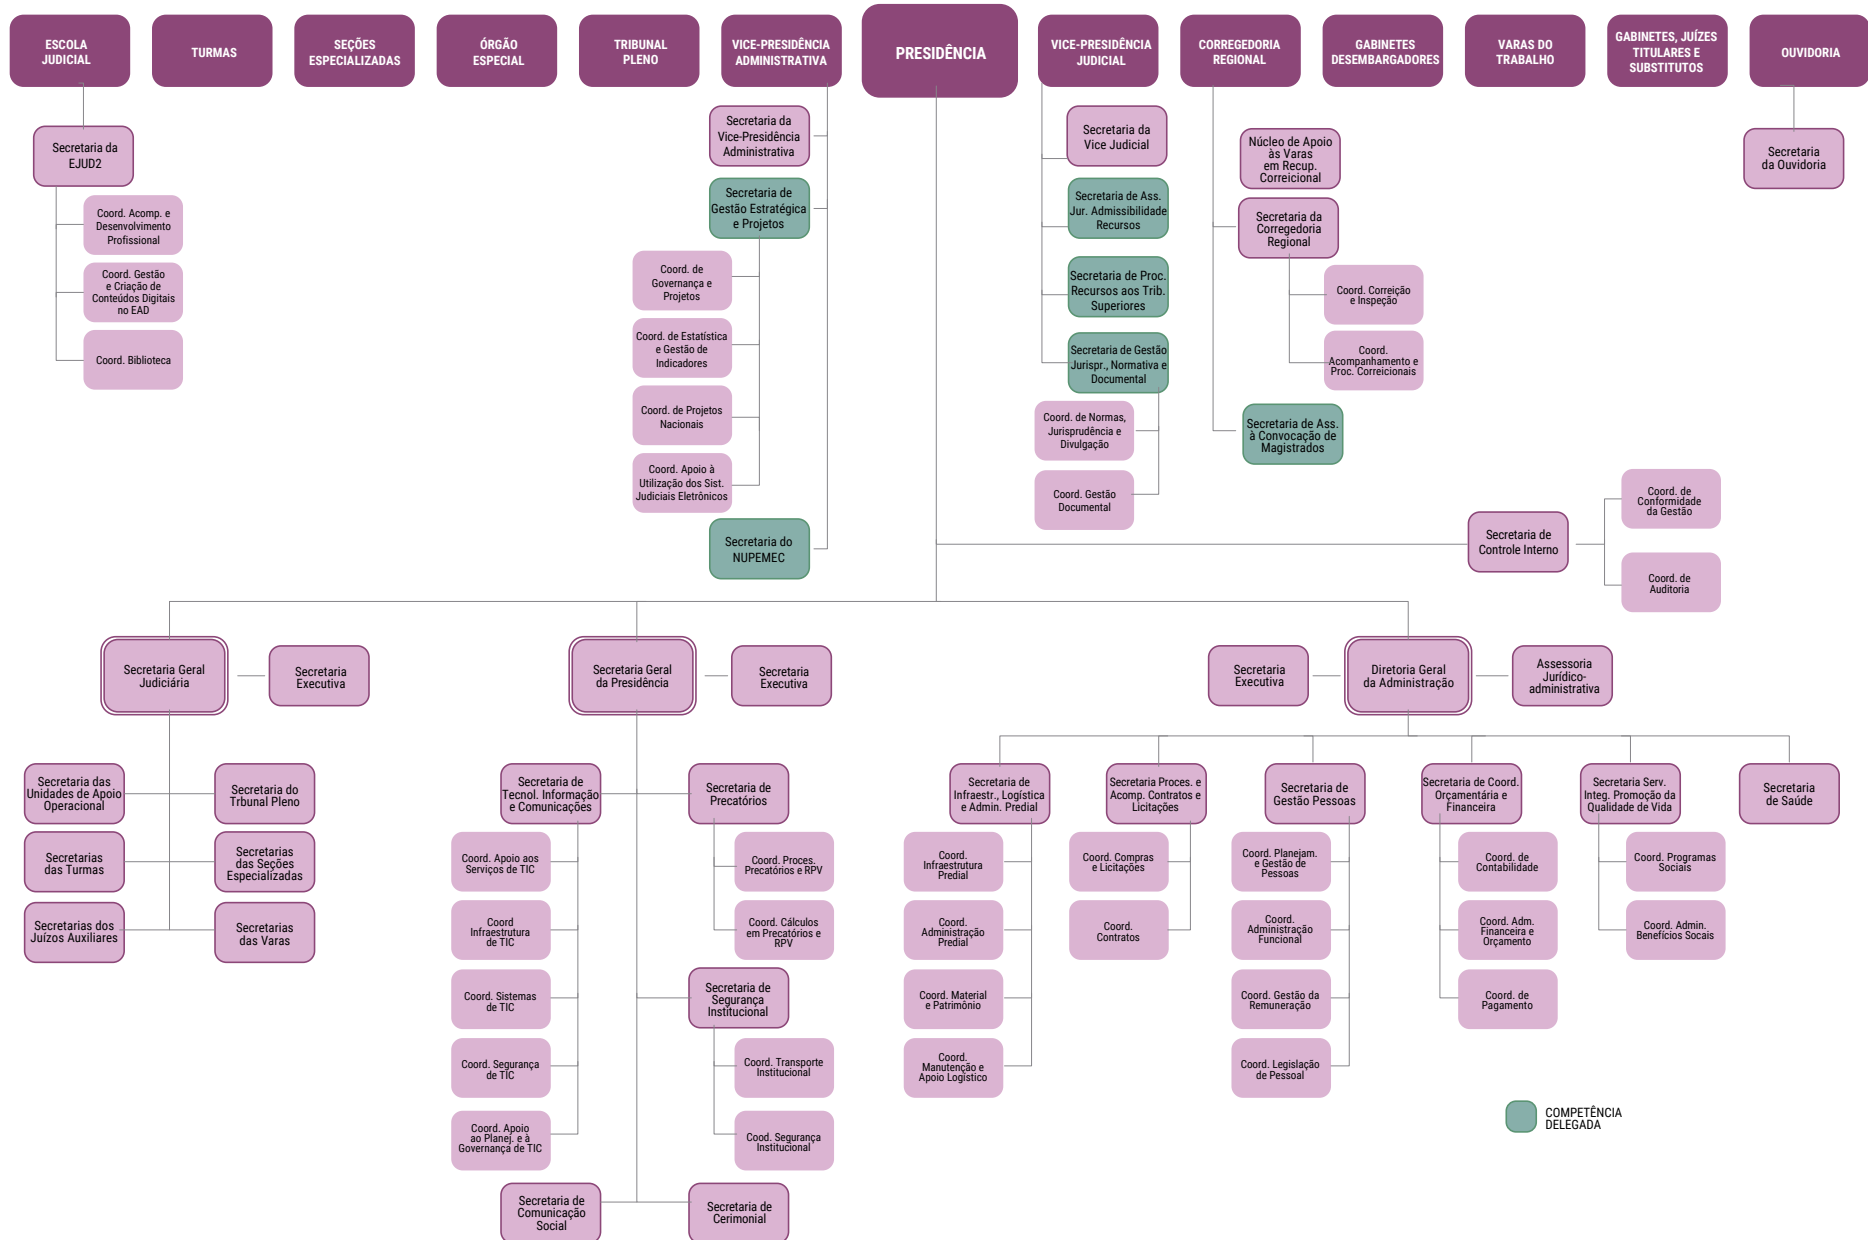 ESCOLA
JUDICIAL
TURMAS
SEÇÕES
ESPECIALIZADAS
ÓRGÃO
ESPECIAL
TRIBUNAL
PLENO
VICE-PRESIDÊNCIA
ADMINISTRATIVA
PRESIDÊNCIA
VICE-PRESIDÊNCIA
JUDICIAL
CORREGEDORIA
REGIONAL
GABINETES
DESEMBARGADORES
VARAS DO
TRABALHO
GABINETES, JUÍZES
TITULARES E
SUBSTITUTOS
OUVIDORIA
Secretaria da
EJUD2
Coord. Acomp. e
Desenvolvimento
Profissional
Coord. Gestão
e Criação de
Conteúdos Digitais
no EAD
Coord. Biblioteca
Secretaria da
Vice-Presidência
Administrativa
Secretaria de
Gestão Estratégica
e Projetos
Coord. de
Governança e
Projetos
Coord. de Estatística
e Gestão de
Indicadores
Coord. de Projetos
Nacionais
Coord. Apoio à
Utilização dos Sist.
Judiciais Eletrônicos
Secretaria do
NUPEMEC
Secretaria da
Vice Judicial
Secretaria de Ass.
Jur. Admissibilidade
Recursos
Secretaria de Proc.
Recursos aos Trib.
Superiores
Secretaria de Gestão
Jurispr., Normativa e
Documental
Coord. de Normas,
Jurisprudência e
Divulgação
Coord. Gestão
Documental
Núcleo de Apoio
às Varas
em Recup.
Correicional
Secretaria da
Corregedoria
Regional
Coord. Correição
e Inspeção
Coord.
Acompanhamento e
Proc. Correicionais
Secretaria de Ass.
à Convocação de
Magistrados
Secretaria
da Ouvidoria
Secretaria de
Controle Interno
Coord. de
Conformidade
da Gestão
Coord. de
Auditoria
Secretaria Geral
Judiciária
Secretaria
Executiva
Secretaria Geral
da Presidência
Secretaria
Executiva
Secretaria
Executiva
Diretoria Geral
da Administração
Assessoria
Jurídico-
administrativa
Secretaria das
Unidades de Apoio
Operacional
Secretaria do
Trbunal Pleno
Secretarias
das Turmas
Secretarias
das Seções
Especializadas
Secretarias dos
Juízos Auxiliares
Secretarias
das Varas
Secretaria de
Tecnol. Informação
e Comunicações
Coord. Apoio aos
Serviços de TIC
Coord
Infraestrutura
de TIC
Coord. Sistemas
de TIC
Coord. Segurança
de TIC
Coord. Apoio
ao Planej. e à
Governança de TIC
Secretaria de
Comunicação
Social
Secretaria de
Precatórios
Coord. Proces.
Precatórios e RPV
Coord. Cálculos
em Precatórios e
RPV
Secretaria de
Segurança
Institucional
Coord. Transporte
Institucional
Cood. Segurança
Institucional
Secretaria de
Cerimonial
Secretaria de
Infraestr., Logística
e Admin. Predial
Coord.
Infraestrutura
Predial
Coord.
Administração
Predial
Coord. Material
e Patrimônio
Coord.
Manutenção e
Apoio Logístico
Secretaria Proces. e
Acomp. Contratos e
Licitações
Coord. Compras
e Licitações
Coord.
Contratos
Secretaria de
Gestão Pessoas
Coord. Planejam.
e Gestão de
Pessoas
Coord.
Administração
Funcional
Coord. Gestão da
Remuneração
Coord. Legislação
de Pessoal
Secretaria de Coord.
Orçamentária e
Financeira
Coord. de
Contabilidade
Coord. Adm.
Financeira e
Orçamento
Coord. de
Pagamento
Secretaria Serv.
Integ. Promoção da
Qualidade de Vida
Coord. Programas
Sociais
Coord. Admin.
Benefícios Socais
Secretaria
de Saúde
COMPETÊNCIA
DELEGADA